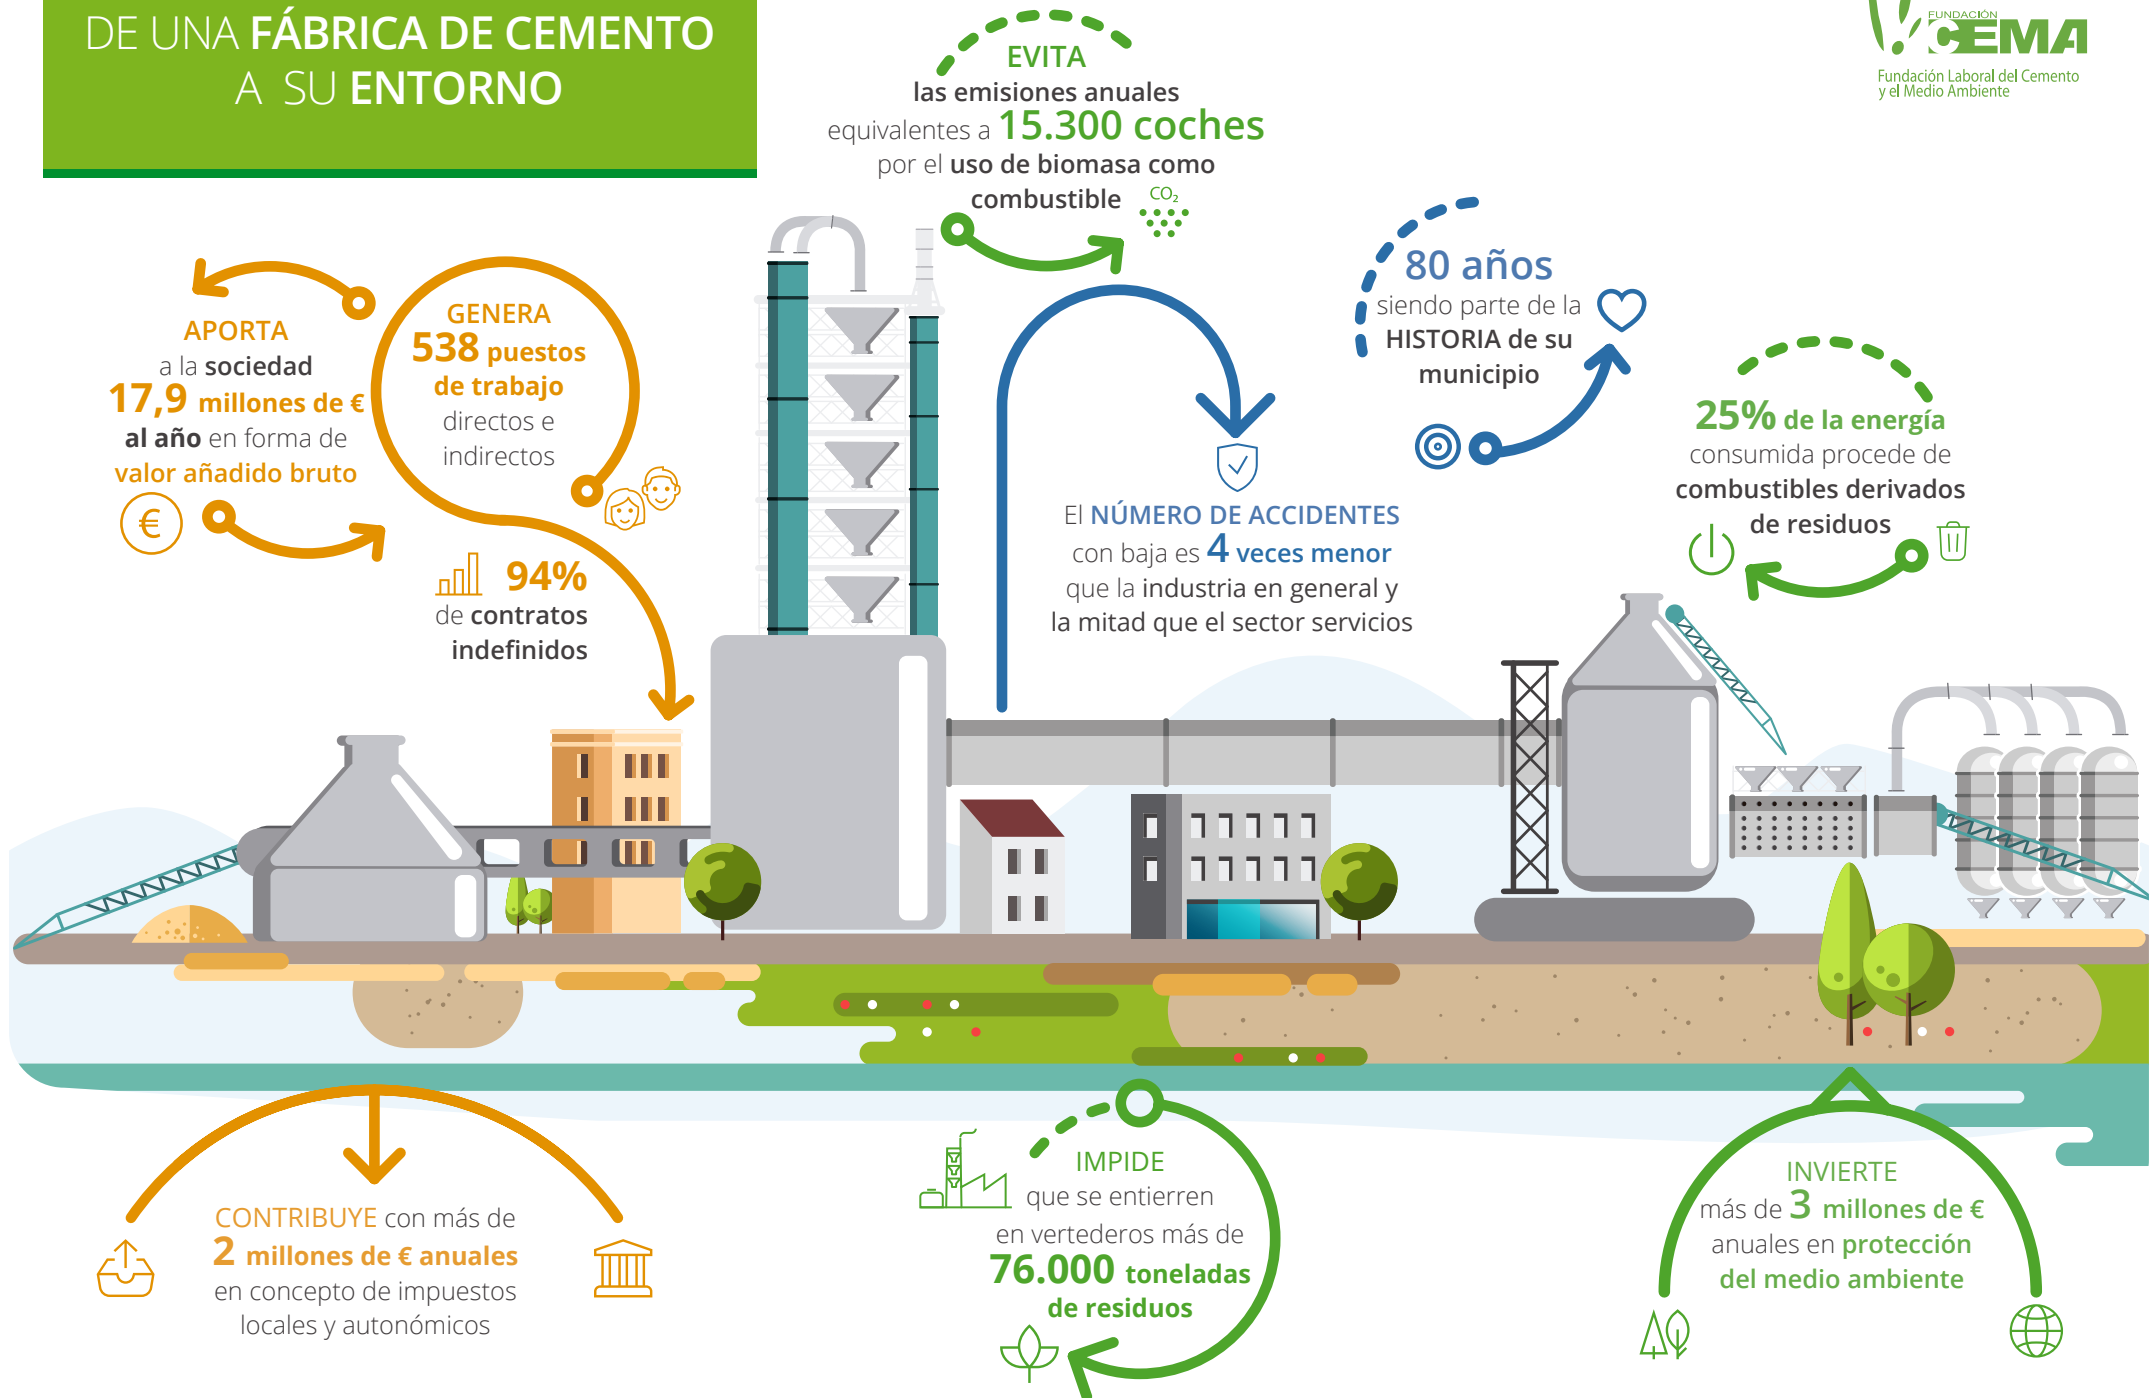 DE UNA FÁBRICA DE CEMENTO
A SU ENTORNO
FUNDACIÓN
CEMA
Fundación Laboral del Cemento
y el Medio Ambiente
EVITA
las emisiones anuales
equivalentes a 15.300 coches
por el uso de biomasa como
combustible
CO₂
80 años
siendo parte de la
HISTORIA de su
municipio
APORTA
a la sociedad
17,9 millones de €
al año en forma de
valor añadido bruto
€
GENERA
538 puestos
de trabajo
directos e
indirectos
94%
de contratos
indefinidos
El NÚMERO DE ACCIDENTES
con baja es 4 veces menor
que la industria en general y
la mitad que el sector servicios
25% de la energía
consumida procede de
combustibles derivados
de residuos
CONTRIBUYE con más de
2 millones de € anuales
en concepto de impuestos
locales y autonómicos
IMPIDE
que se entierren
en vertederos más de
76.000 toneladas
de residuos
INVIERTE
más de 3 millones de €
anuales en protección
del medio ambiente